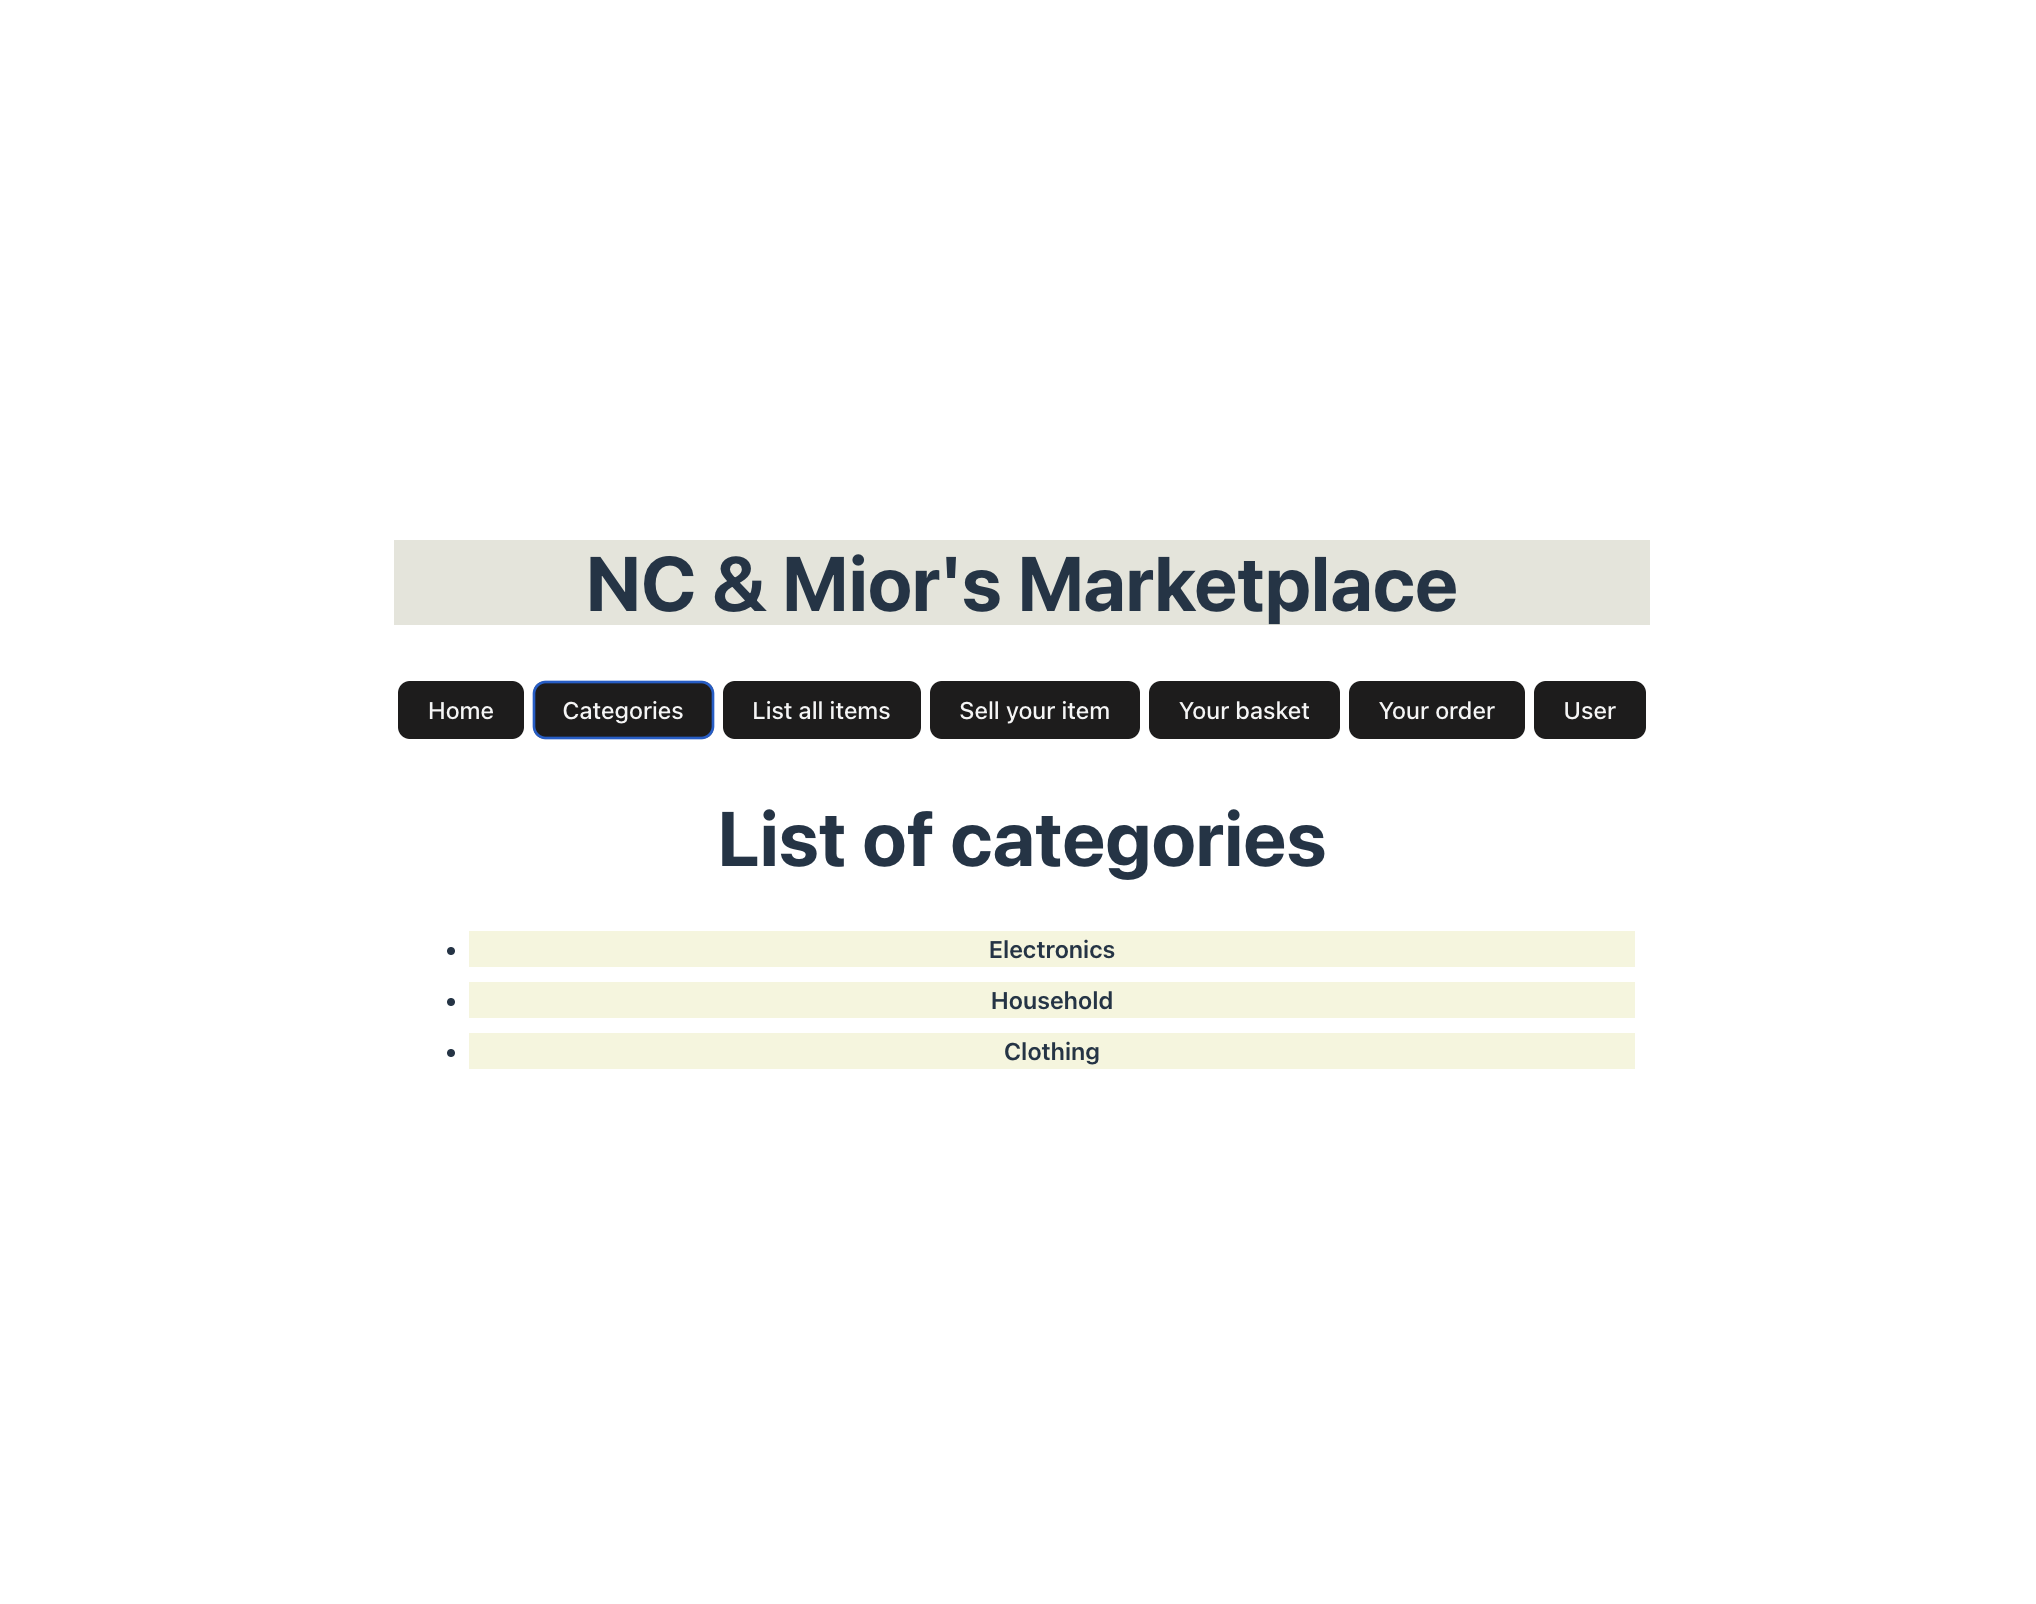 NC & Mior's Marketplace
Home Categories List all items Sell your item Your basket Your order User
List of categories
Electronics
Household
Clothing